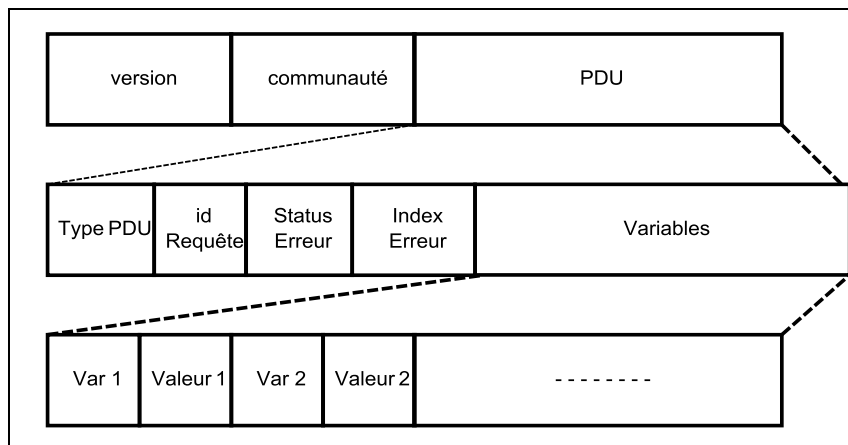 version communauté PDU
Type PDU id Requête Status Erreur Index Erreur Variables
Var 1 Valeur 1 Var 2 Valeur 2 - - - - - - - -